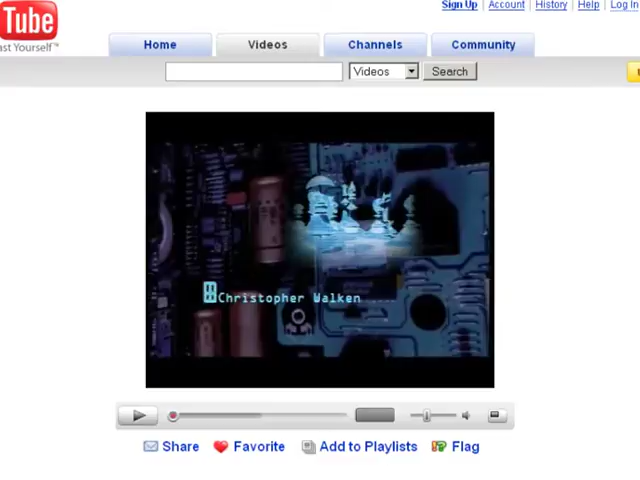 Tube
ast Yourself™
Sign Up | Account | History | Help | Log In
Home Videos Channels Community
Videos Search
Christopher Walken
Share Favorite Add to Playlists Flag